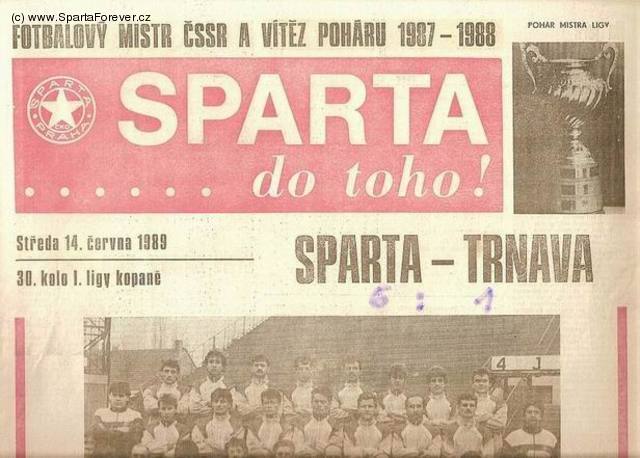 (c) www.SpartaForever.cz
FOTBALOVÝ MISTR ČSSR A VÍTĚZ POHÁRU 1987 – 1988
POHÁR MISTRA LIGY
SPARTA
ČKD
PRAHA
SPARTA
...... do toho!
Středa 14. června 1989
30. kolo I. ligy kopané
SPARTA – TRNAVA
6 : 1
4 J